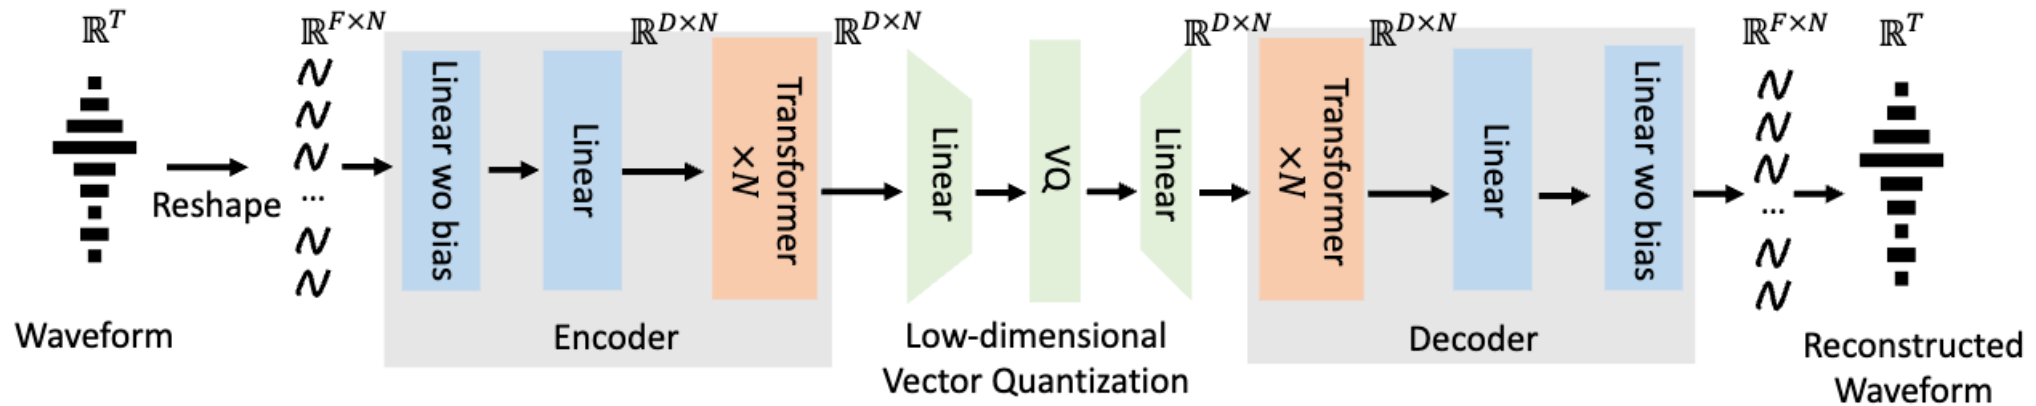 ℝ^T
Reshape
Waveform
ℝ^{F×N}
...
Linear wo bias
Linear
ℝ^{D×N}
Transformer
×N
Encoder
ℝ^{D×N}
Linear
VQ
Linear
Low-dimensional
Vector Quantization
ℝ^{D×N}
Transformer
×N
ℝ^{D×N}
Linear
Linear wo bias
Decoder
ℝ^{F×N}
...
ℝ^T
Reconstructed
Waveform